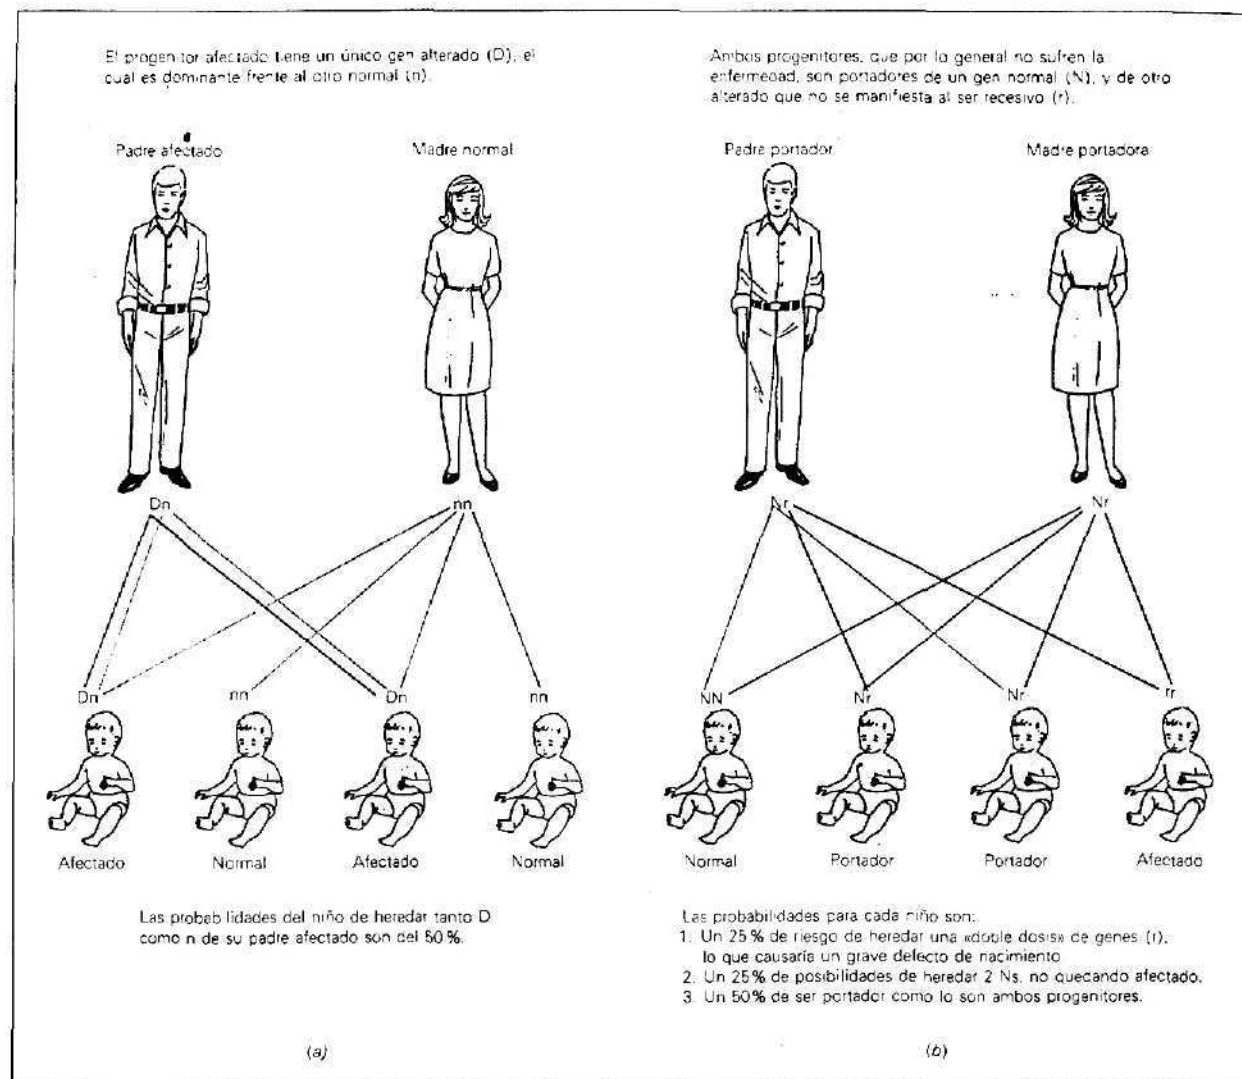 El progenitor afectado tiene un único gen alterado (D), el
cual es dominante frente al otro normal (n).
Padre afectado
Madre normal
Dn
nn
Dn
nn
Dn
nn
Afectado
Normal
Afectado
Normal
Las probabilidades del niño de heredar tanto D
como n de su padre afectado son del 50 %.
(a)
Ambos progenitores, que por lo general no sufren la
enfermedad, son portadores de un gen normal (N), y de otro
alterado que no se manifiesta al ser recesivo (r).
Padre portador
Madre portadora
Nr
Nr
NN
Nr
Nr
rr
Normal
Portador
Portador
Afectado
Las probabilidades para cada niño son:
1. Un 25 % de riesgo de heredar una «doble dosis» de genes (r),
lo que causaría un grave defecto de nacimiento
2. Un 25% de posibilidades de heredar 2 Ns, no quecando afectado.
3. Un 50% de ser portador como lo son ambos progenitores.
(b)